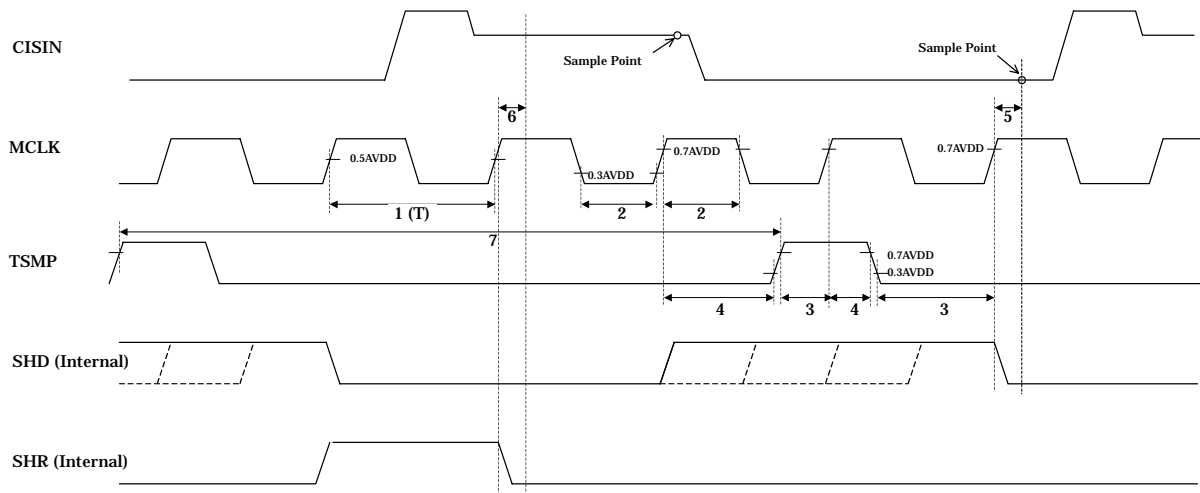 CISIN
Sample Point
Sample Point
6
5
MCLK
0.5AVDD
0.3AVDD
0.7AVDD
0.7AVDD
1 (T)
2
2
7
TSMP
0.7AVDD
0.3AVDD
4
3
4
3
SHD (Internal)
SHR (Internal)